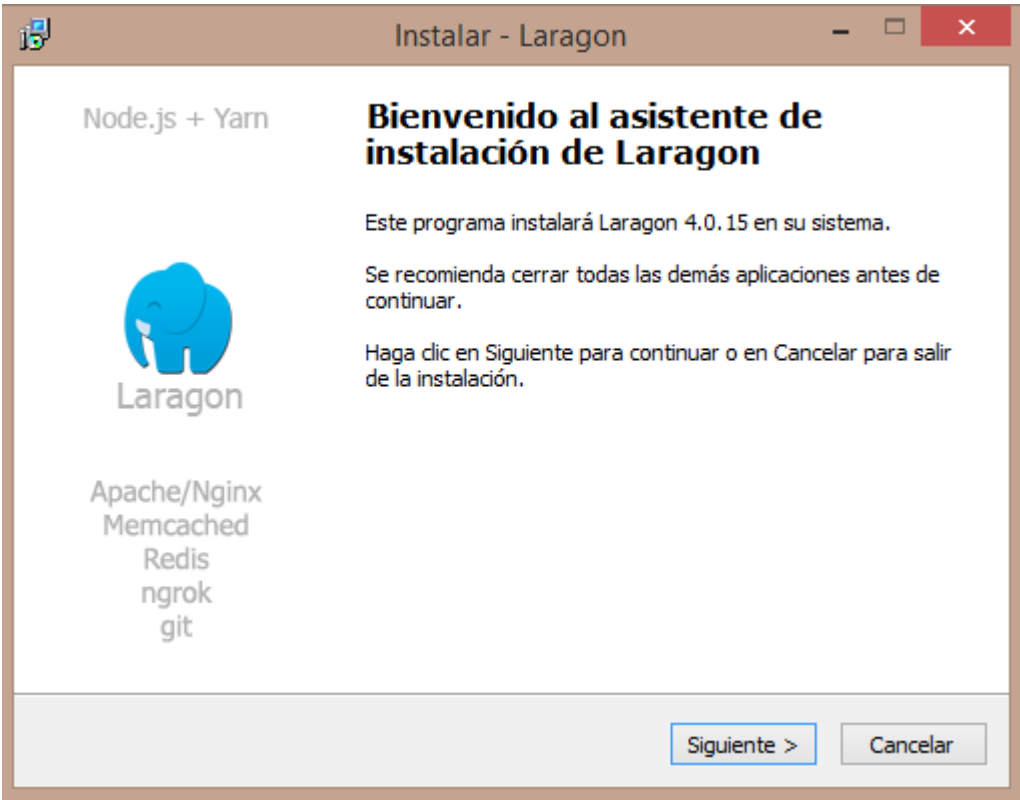 Instalar - Laragon
Node.js + Yarn
Laragon
Apache/Nginx
Memcached
Redis
ngrok
git
Bienvenido al asistente de
instalación de Laragon
Este programa instalará Laragon 4.0.15 en su sistema.
Se recomienda cerrar todas las demás aplicaciones antes de
continuar.
Haga clic en Siguiente para continuar o en Cancelar para salir
de la instalación.
Siguiente >
Cancelar